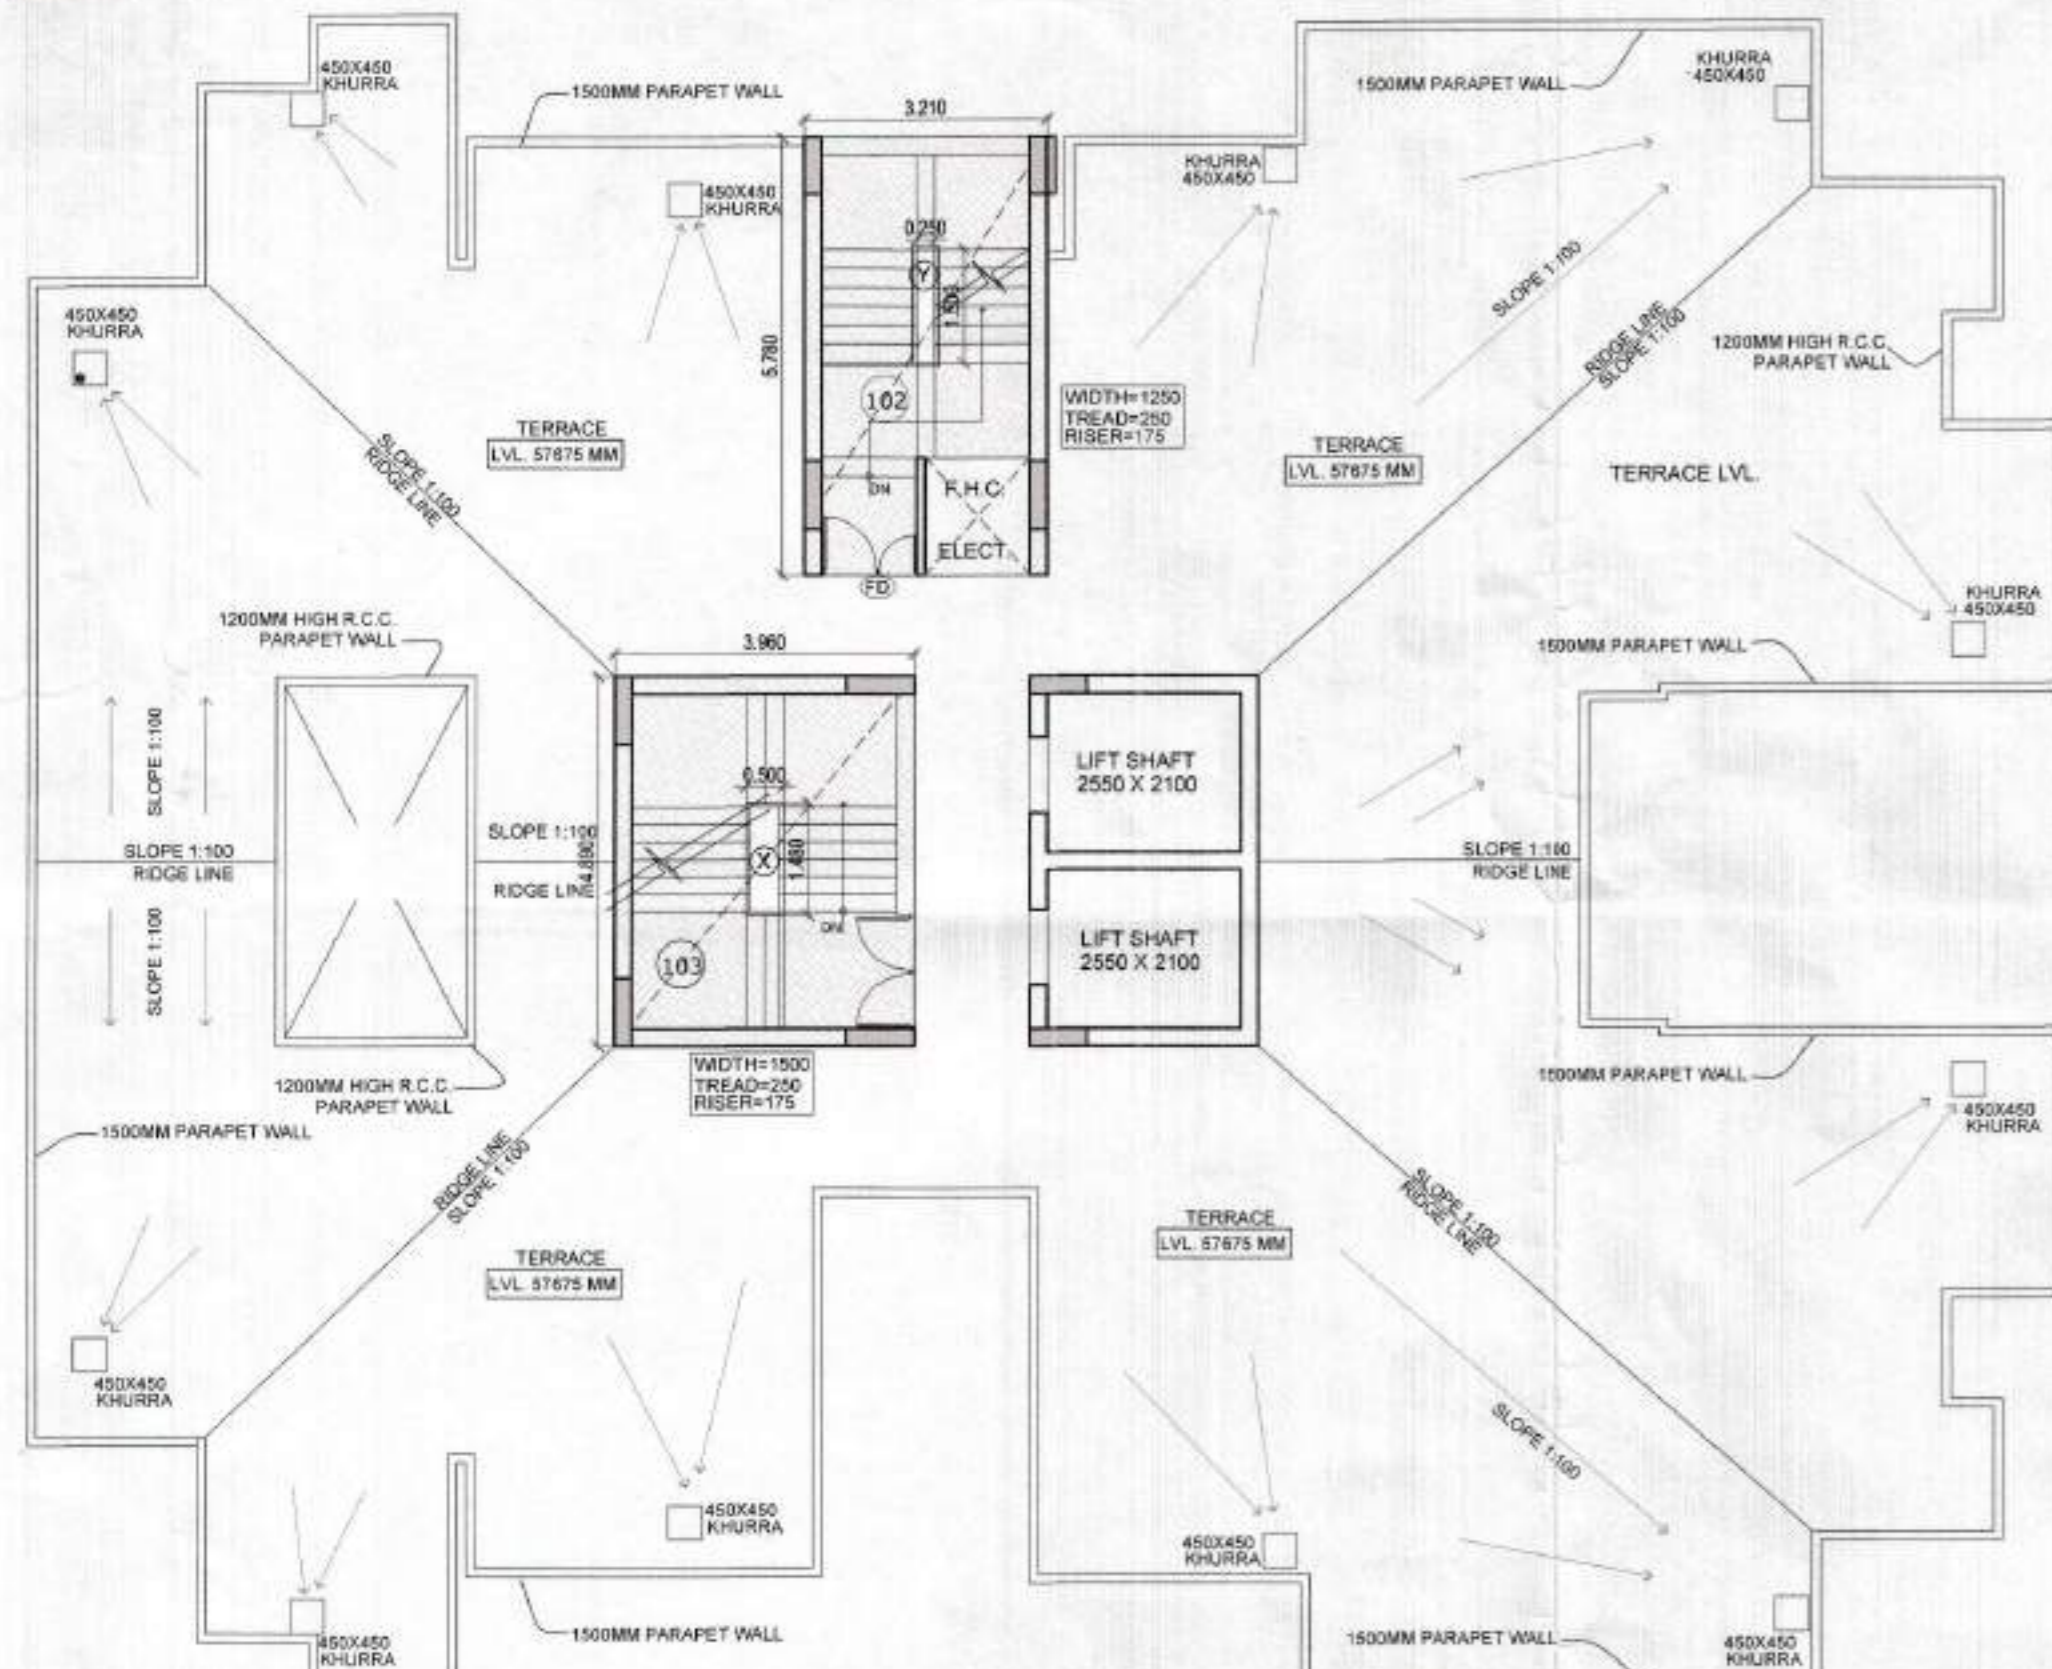 450X450
KHURRA
1500MM PARAPET WALL
3.210
1500MM PARAPET WALL
KHURRA
450X450
450X450
KHURRA
KHURRA
450X450
0.250
Y
SLOPE 1:100
450X450
KHURRA
5.780
RIDGE LINE
SLOPE 1:100
1200MM HIGH R.C.C.
PARAPET WALL
102
WIDTH=1250
TREAD=250
RISER=175
TERRACE
LVL. 57675 MM
SLOPE 1:100
RIDGE LINE
TERRACE
LVL. 57675 MM
TERRACE LVL.
DN
F.H.C.
ELECT.
FD
KHURRA
450X450
1200MM HIGH R.C.C.
PARAPET WALL
3.960
1500MM PARAPET WALL
SLOPE 1:100
LIFT SHAFT
2550 X 2100
0.500
SLOPE 1:100
RIDGE LINE
SLOPE 1:100
RIDGE LINE
4.890
X
1.480
SLOPE 1:100
RIDGE LINE
SLOPE 1:100
DN
103
LIFT SHAFT
2550 X 2100
WIDTH=1500
TREAD=250
RISER=175
1200MM HIGH R.C.C.
PARAPET WALL
1500MM PARAPET WALL
1500MM PARAPET WALL
450X450
KHURRA
RIDGE LINE
SLOPE 1:100
SLOPE 1:100
RIDGE LINE
TERRACE
LVL. 57675 MM
TERRACE
LVL. 57675 MM
450X450
KHURRA
SLOPE 1:100
450X450
KHURRA
450X450
KHURRA
1500MM PARAPET WALL
1500MM PARAPET WALL
450X450
KHURRA
450X450
KHURRA